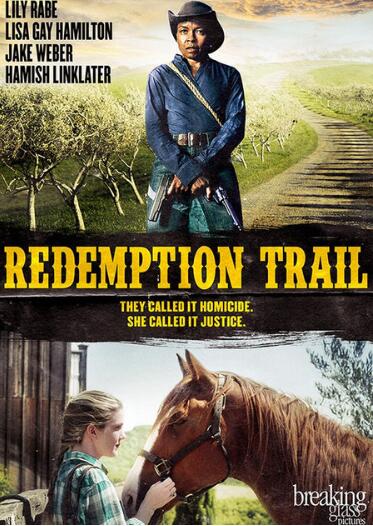 LILY RABE
LISA GAY HAMILTON
JAKE WEBER
HAMISH LINKLATER
REDEMPTION TRAIL
THEY CALLED IT HOMICIDE.
SHE CALLED IT JUSTICE.
breaking
glass
pictures